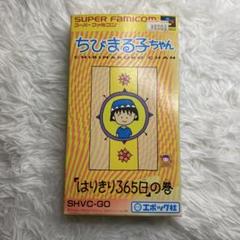 SUPER FAMICOM
スーパーファミコン
ちびまる子ちゃん
CHIBIMARUKO CHAN
「はりきり365日」の巻
SHVC-GO
エポック社